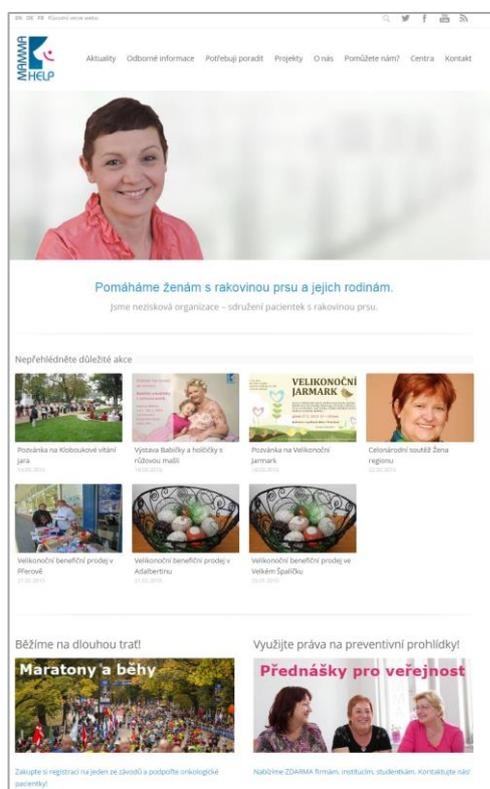 EN DE FR Původní verze webu
MAMMA
HELP
Aktuality Odborné informace Potřebuji poradit Projekty O nás Pomůžete nám? Centra Kontakt
Pomáháme ženám s rakovinou prsu a jejich rodinám.
Jsme nezisková organizace – sdružení pacientek s rakovinou prsu.
Nepřehlédněte důležité akce
VELIKONOČNÍ
JARMARK
Pozvánka na Kloboukové vítání
jara
Výstava Babičky a holčičky s
růžovou mašlí
Pozvánka na Velikonoční
Jarmark
Celonárodní soutěž Žena
regionu
Velikonoční benefiční prodej v
Přerově
Velikonoční benefiční prodej v
Adalbertinu
Velikonoční benefiční prodej ve
Velkém Špalíčku
Běžíme na dlouhou trať!
Maratony a běhy
Zakupte si registraci na jeden ze závodů a podpořte onkologické
pacientky!
Využijte práva na preventivní prohlídky!
Přednášky pro veřejnost
Nabízíme ZDARMA firmám, institucím, studentkám. Kontaktujte nás!